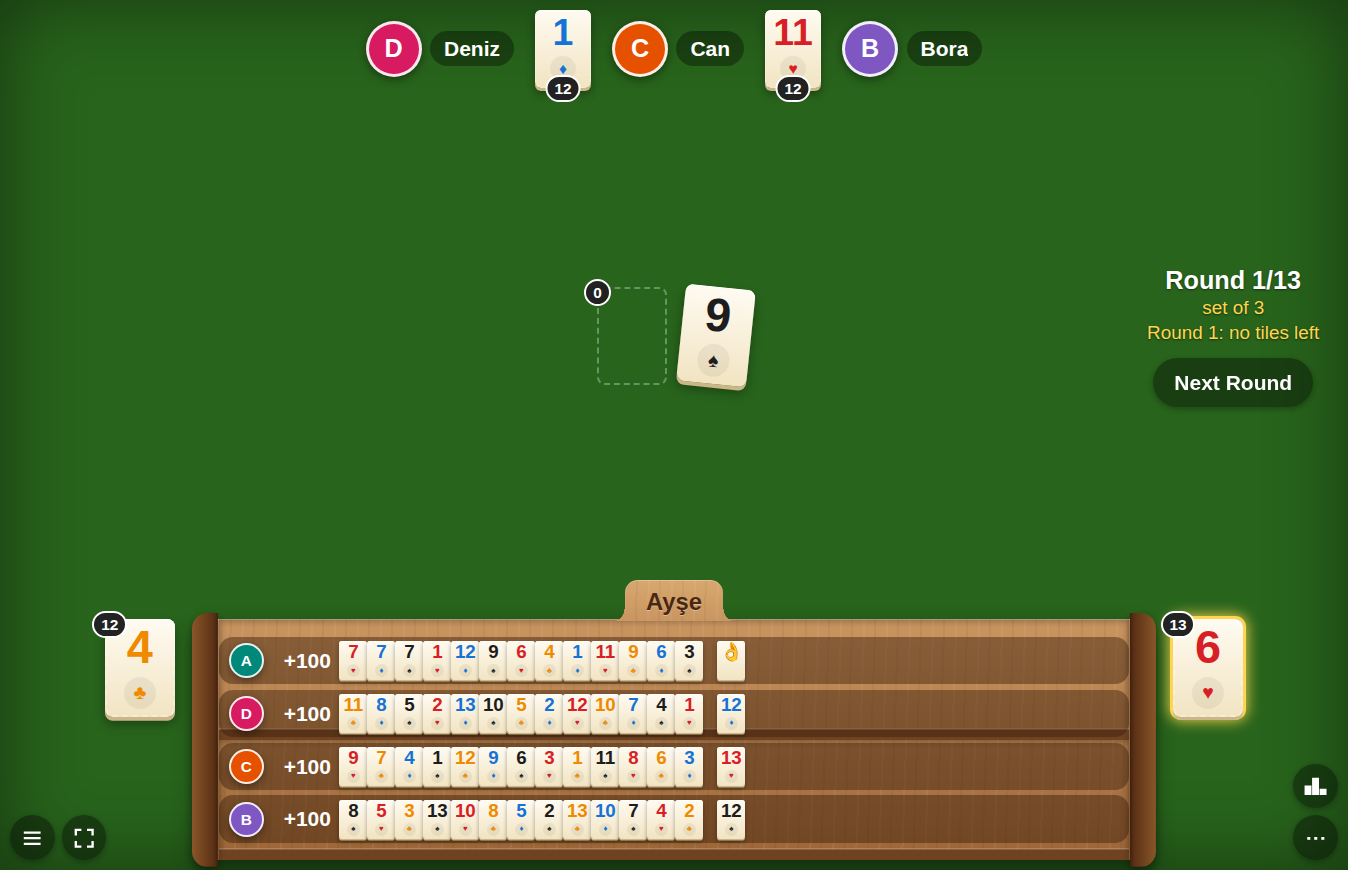 D Deniz 1 ♦ 12 C Can 11 ♥ 12 B Bora
0 9 ♠
Round 1/13
set of 3
Round 1: no tiles left
Next Round
Ayşe
12 4 ♣
13 6 ♥
A +100 7 7 7 1 12 9 6 4 1 11 9 6 3 👌
D +100 11 8 5 2 13 10 5 2 12 10 7 4 1 12
C +100 9 7 4 1 12 9 6 3 1 11 8 6 3 13
B +100 8 5 3 13 10 8 5 2 13 10 7 4 2 12